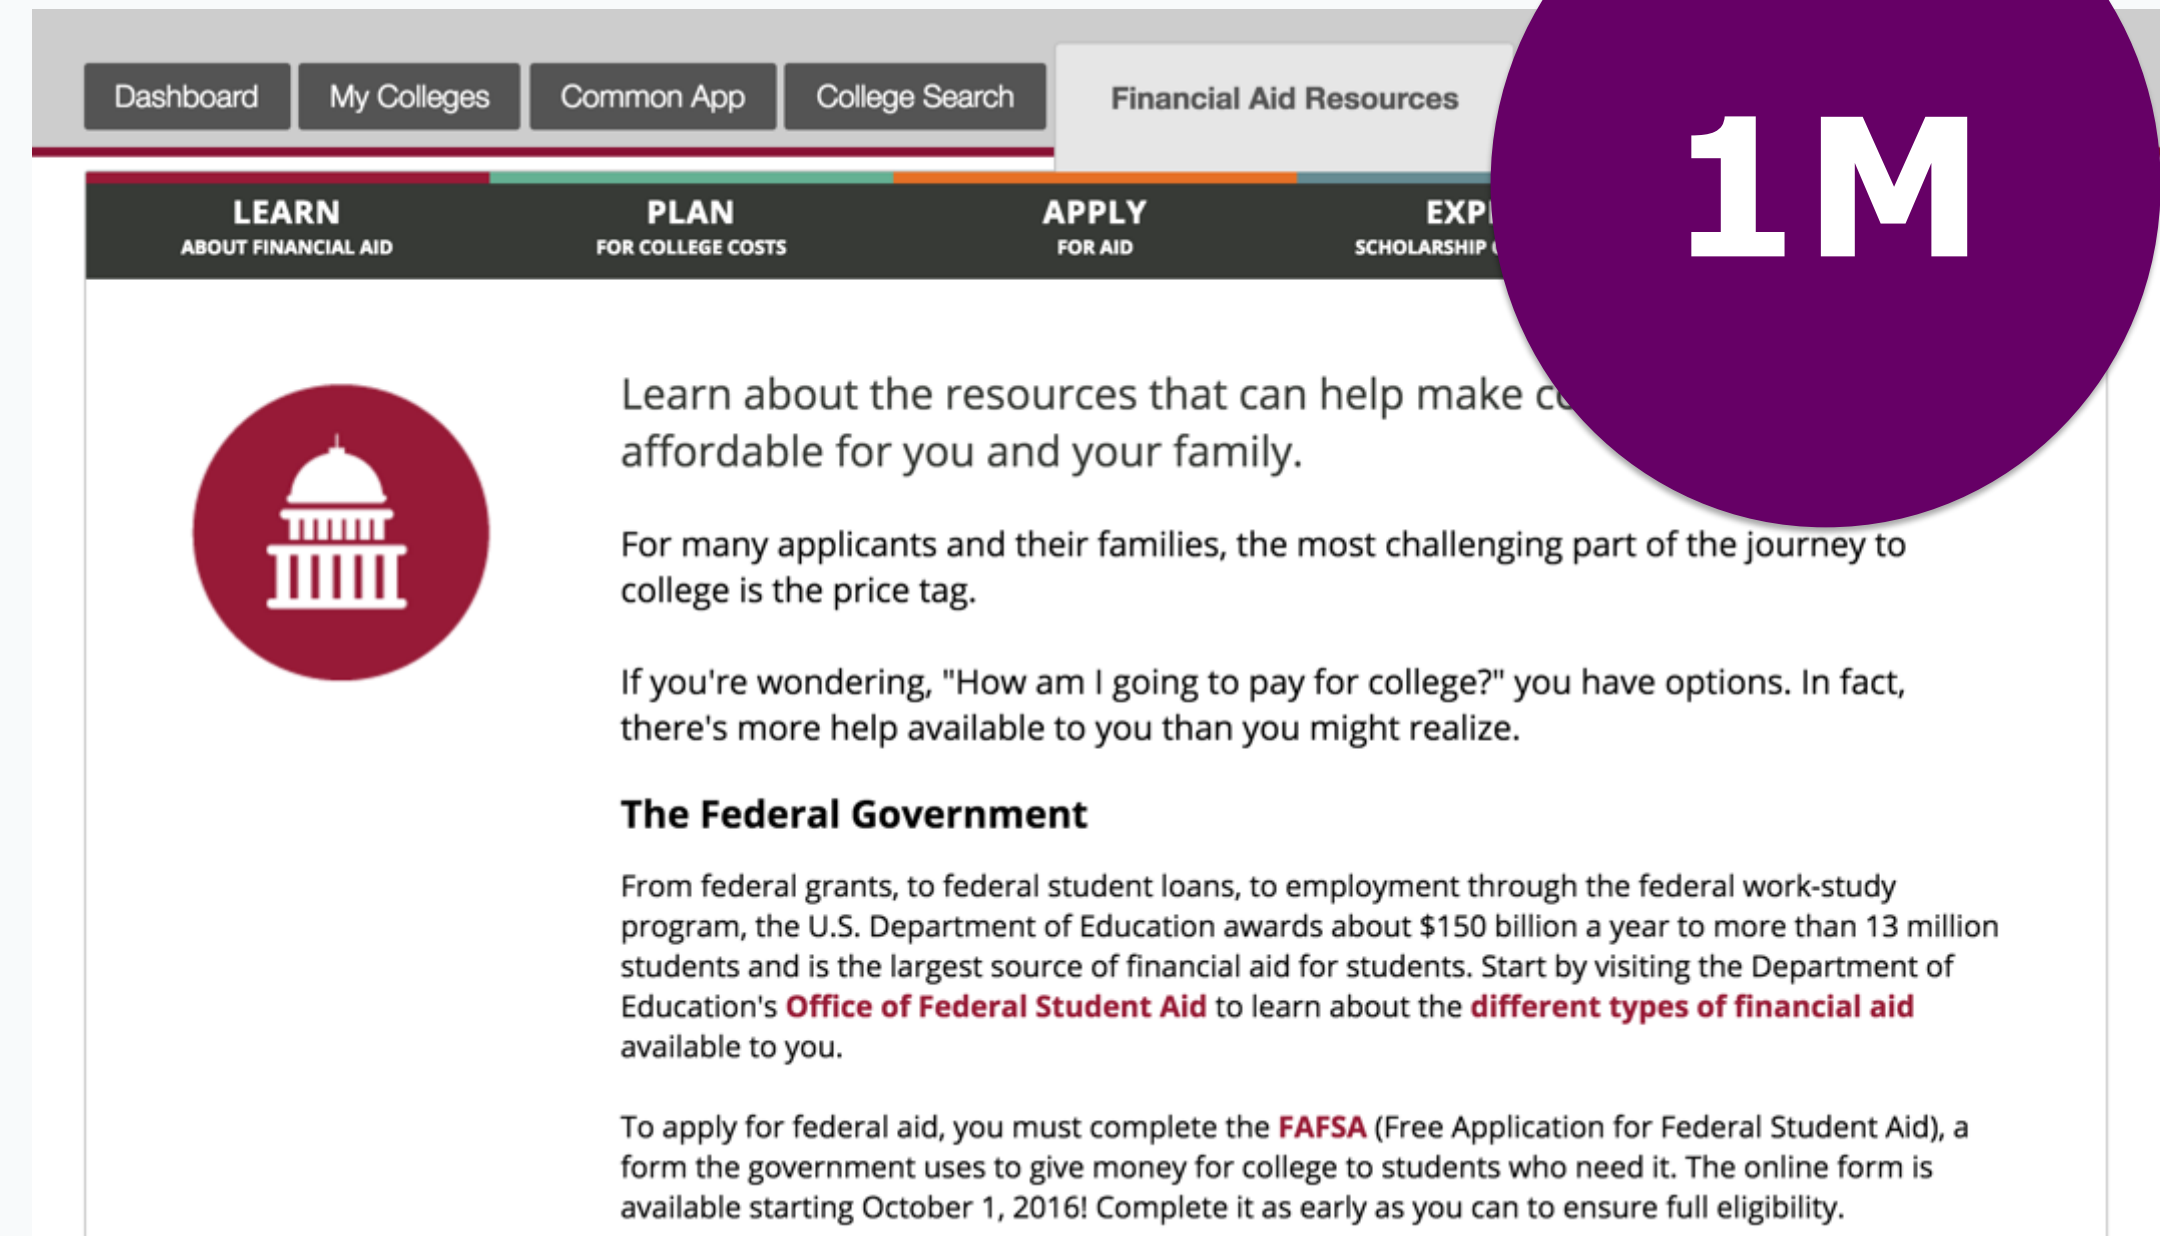 Dashboard
My Colleges
Common App
College Search
Financial Aid Resources
1M
LEARN
ABOUT FINANCIAL AID
PLAN
FOR COLLEGE COSTS
APPLY
FOR AID
SCHOLARSHIP
Learn about the resources that can help make
affordable for you and your family.
For many applicants and their families, the most challenging part of the journey to
college is the price tag.
If you're wondering, "How am I going to pay for college?" you have options. In fact,
there's more help available to you than you might realize.
The Federal Government
From federal grants, to federal student loans, to employment through the federal work-study
program, the U.S. Department of Education awards about $150 billion a year to more than 13 million
students and is the largest source of financial aid for students. Start by visiting the Department of
Education's Office of Federal Student Aid to learn about the different types of financial aid
available to you.
To apply for federal aid, you must complete the FAFSA (Free Application for Federal Student Aid), a
form the government uses to give money for college to students who need it. The online form is
available starting October 1, 2016! Complete it as early as you can to ensure full eligibility.